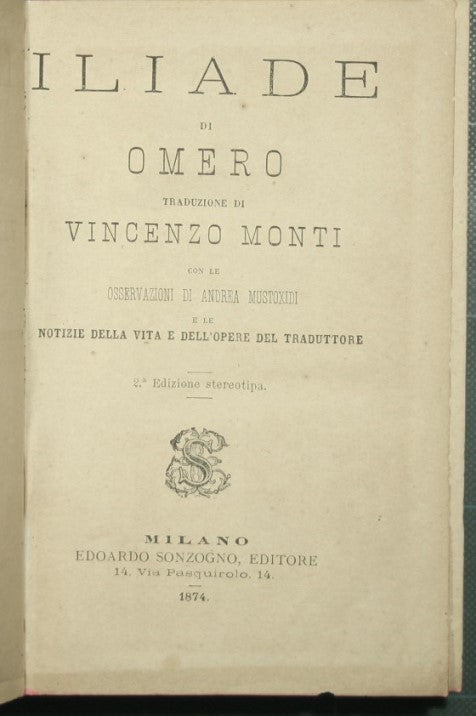 ILIADE
DI
OMERO
TRADUZIONE DI
VINCENZO MONTI
CON LE
OSSERVAZIONI DI ANDREA MUSTOXIDI
E LE
NOTIZIE DELLA VITA E DELL'OPERE DEL TRADUTTORE
2.ª Edizione stereotipa.
MILANO
EDOARDO SONZOGNO, EDITORE
14, Via Pasquirolo, 14.
1874.